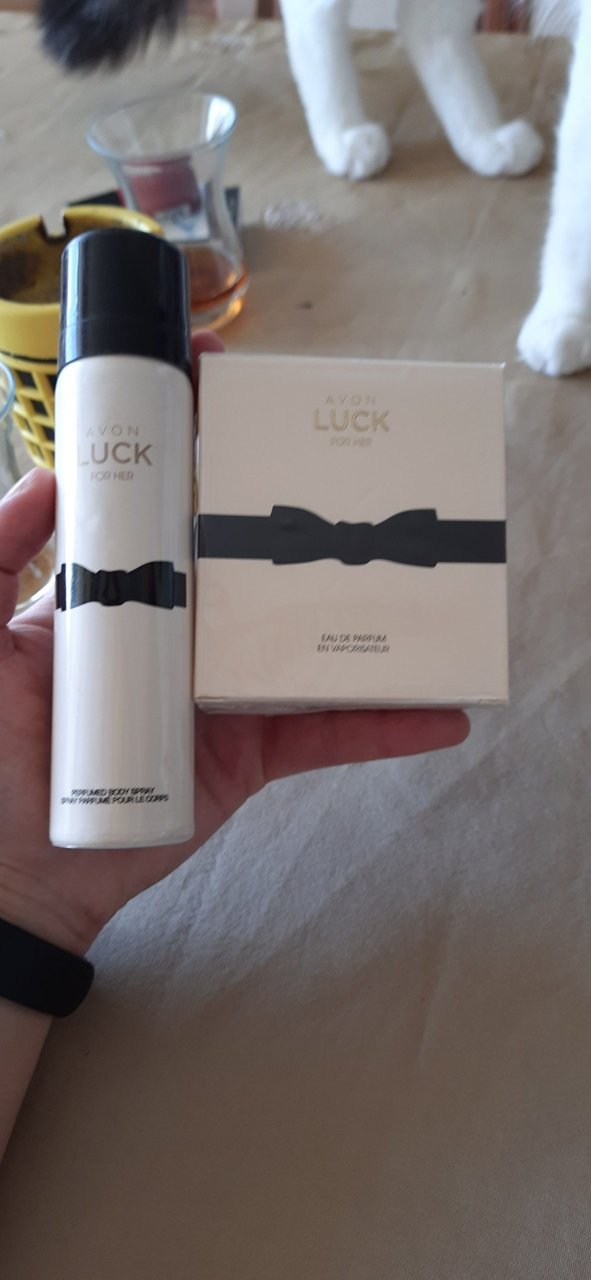 AVON
LUCK
FOR HER
PERFUMED BODY SPRAY
SPRAY PARFUMÉ POUR LE CORPS
AVON
LUCK
FOR HER
EAU DE PARFUM
EN VAPORISATEUR